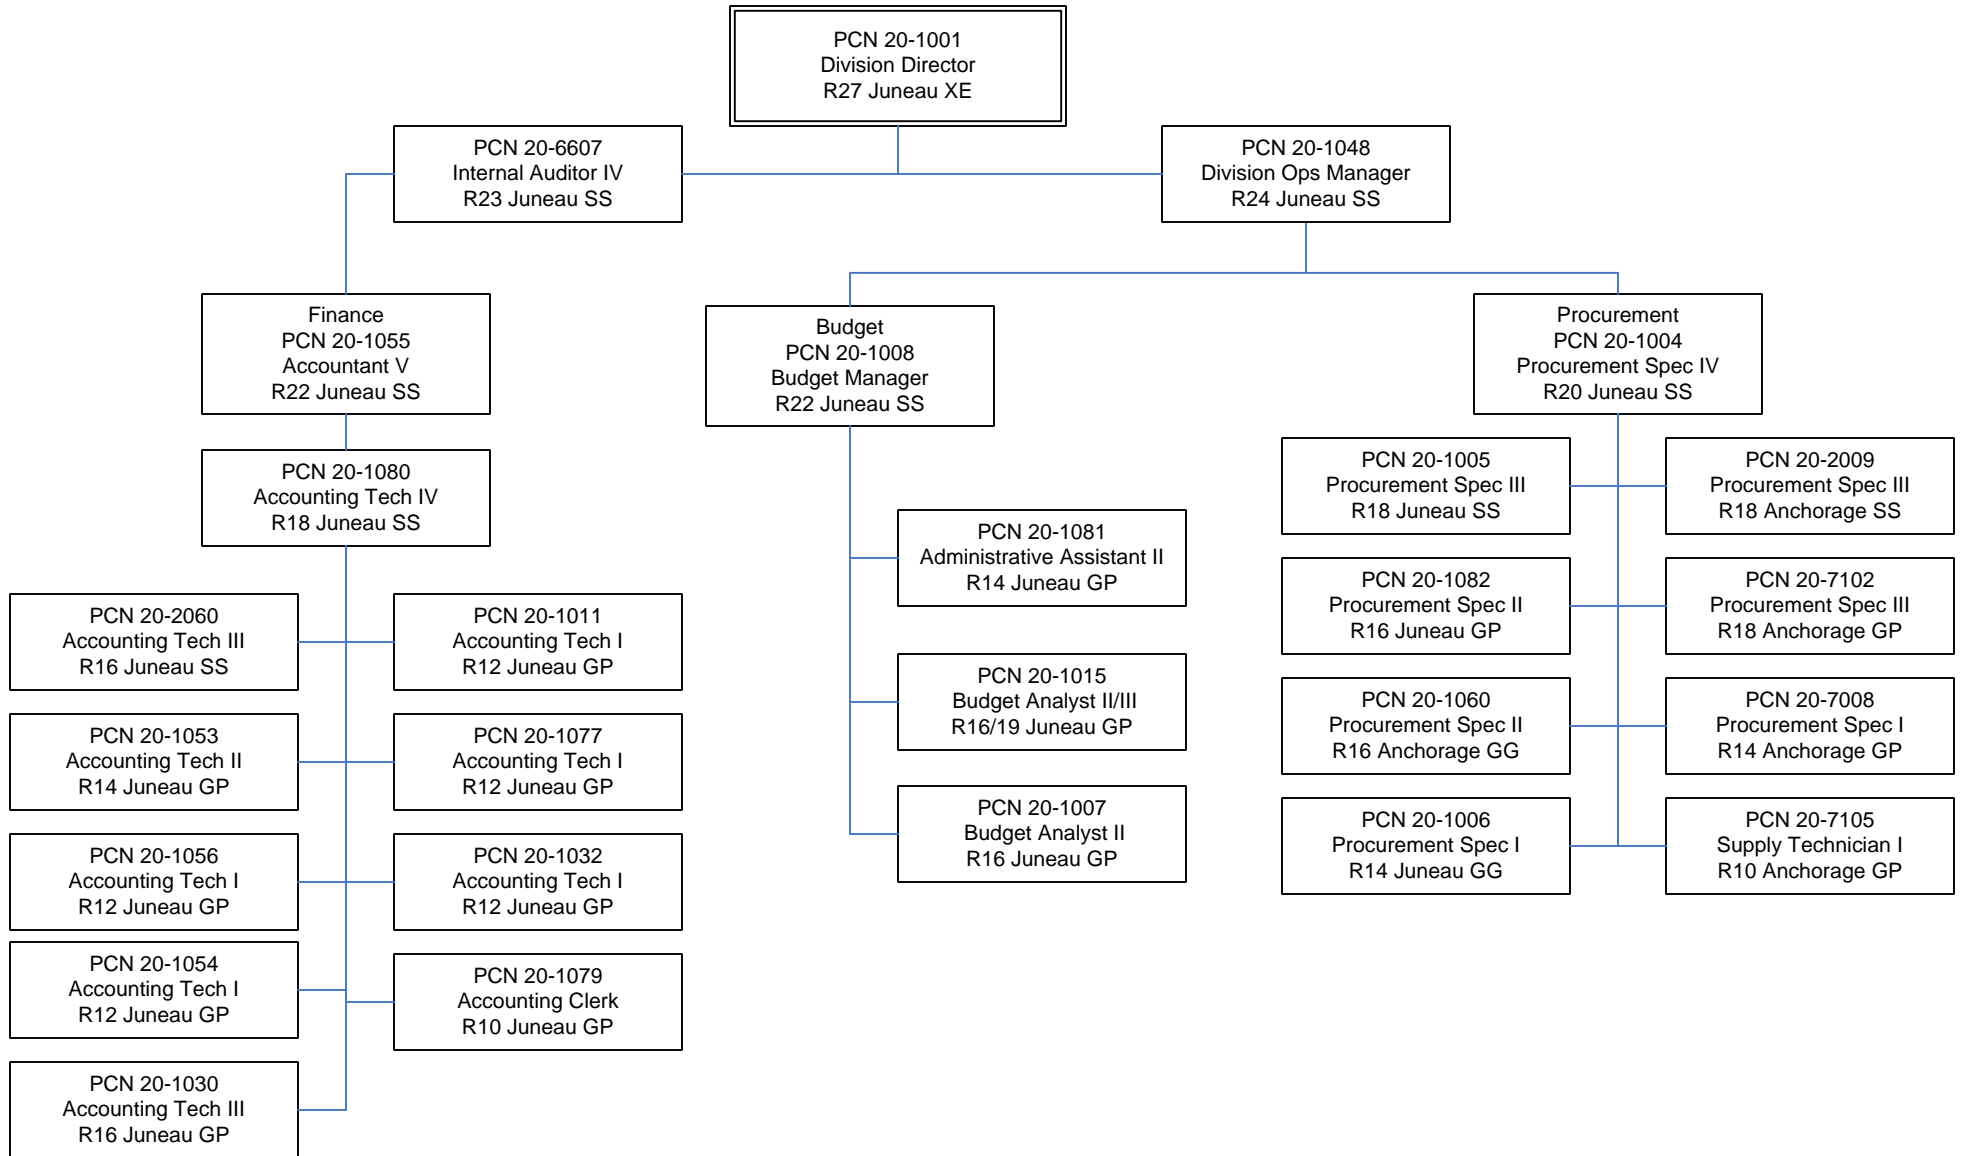 PCN 20-1001
Division Director
R27 Juneau XE
PCN 20-6607
Internal Auditor IV
R23 Juneau SS
PCN 20-1048
Division Ops Manager
R24 Juneau SS
Finance
PCN 20-1055
Accountant V
R22 Juneau SS
Budget
PCN 20-1008
Budget Manager
R22 Juneau SS
Procurement
PCN 20-1004
Procurement Spec IV
R20 Juneau SS
PCN 20-1080
Accounting Tech IV
R18 Juneau SS
PCN 20-2060
Accounting Tech III
R16 Juneau SS
PCN 20-1011
Accounting Tech I
R12 Juneau GP
PCN 20-1053
Accounting Tech II
R14 Juneau GP
PCN 20-1077
Accounting Tech I
R12 Juneau GP
PCN 20-1056
Accounting Tech I
R12 Juneau GP
PCN 20-1032
Accounting Tech I
R12 Juneau GP
PCN 20-1054
Accounting Tech I
R12 Juneau GP
PCN 20-1079
Accounting Clerk
R10 Juneau GP
PCN 20-1030
Accounting Tech III
R16 Juneau GP
PCN 20-1081
Administrative Assistant II
R14 Juneau GP
PCN 20-1015
Budget Analyst II/III
R16/19 Juneau GP
PCN 20-1007
Budget Analyst II
R16 Juneau GP
PCN 20-1005
Procurement Spec III
R18 Juneau SS
PCN 20-2009
Procurement Spec III
R18 Anchorage SS
PCN 20-1082
Procurement Spec II
R16 Juneau GP
PCN 20-7102
Procurement Spec III
R18 Anchorage GP
PCN 20-1060
Procurement Spec II
R16 Anchorage GG
PCN 20-7008
Procurement Spec I
R14 Anchorage GP
PCN 20-1006
Procurement Spec I
R14 Juneau GG
PCN 20-7105
Supply Technician I
R10 Anchorage GP